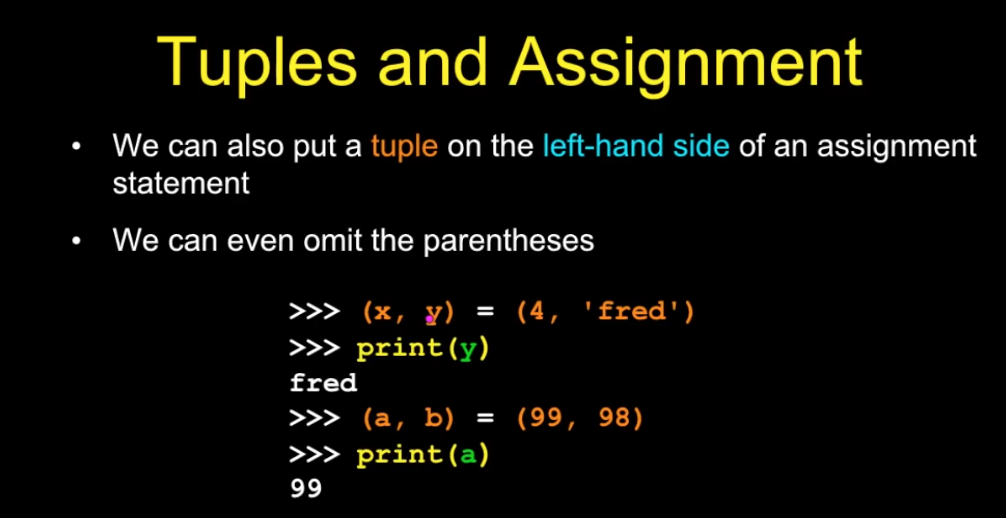 Tuples and Assignment
• We can also put a tuple on the left-hand side of an assignment
statement
• We can even omit the parentheses
>>> (x, y) = (4, 'fred')
>>> print(y)
fred
>>> (a, b) = (99, 98)
>>> print(a)
99